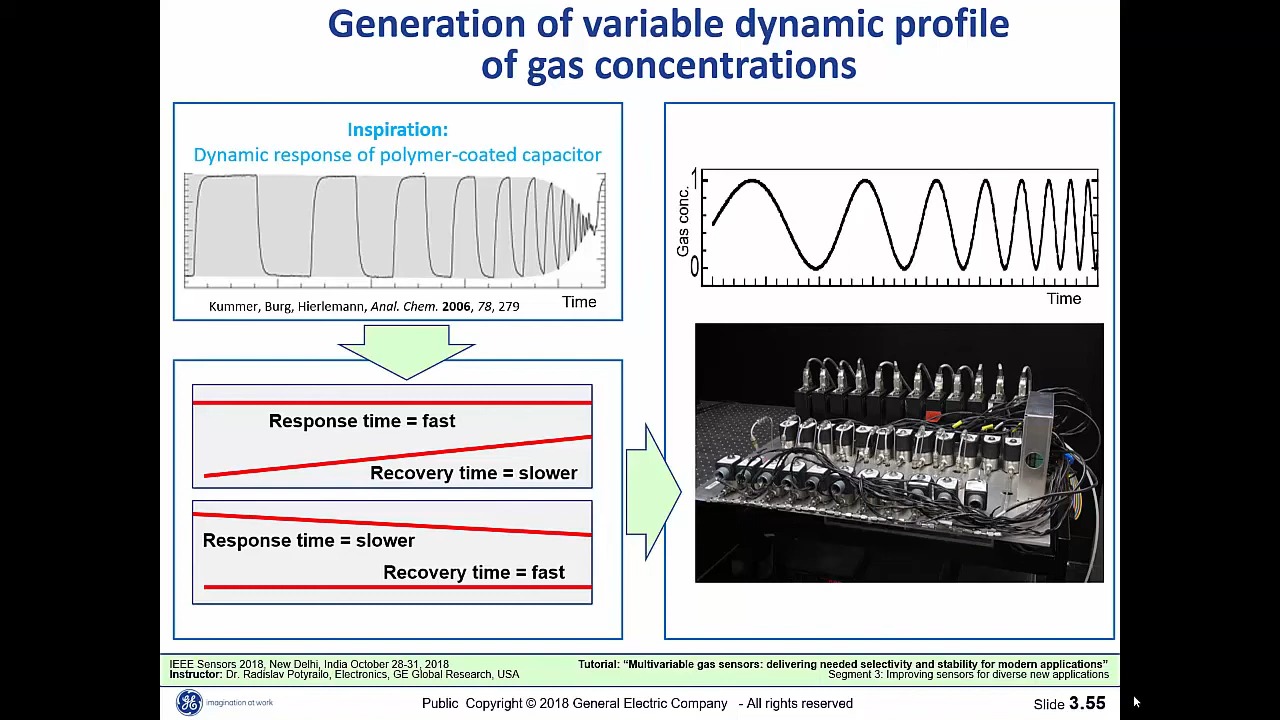 Generation of variable dynamic profile
of gas concentrations
Inspiration:
Dynamic response of polymer-coated capacitor
Time
Kummer, Burg, Hierlemann, Anal. Chem. 2006, 78, 279
Response time = fast
Recovery time = slower
Response time = slower
Recovery time = fast
1
Gas conc.
0
Time
IEEE Sensors 2018, New Delhi, India October 28-31, 2018
Instructor: Dr. Radislav Potyrailo, Electronics, GE Global Research, USA
Tutorial: “Multivariable gas sensors: delivering needed selectivity and stability for modern applications”
Segment 3: Improving sensors for diverse new applications
imagination at work
Public Copyright © 2018 General Electric Company - All rights reserved
Slide 3.55